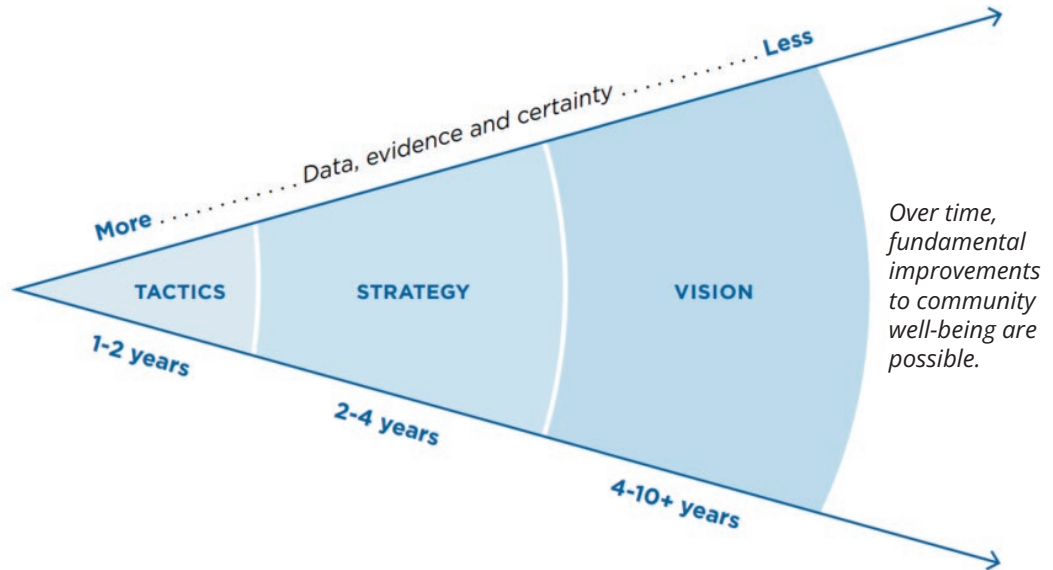 Less
More ............ Data, evidence and certainty ............
TACTICS
STRATEGY
VISION
Over time,
fundamental
improvements
to community
well-being are
possible.
1-2 years
2-4 years
4-10+ years